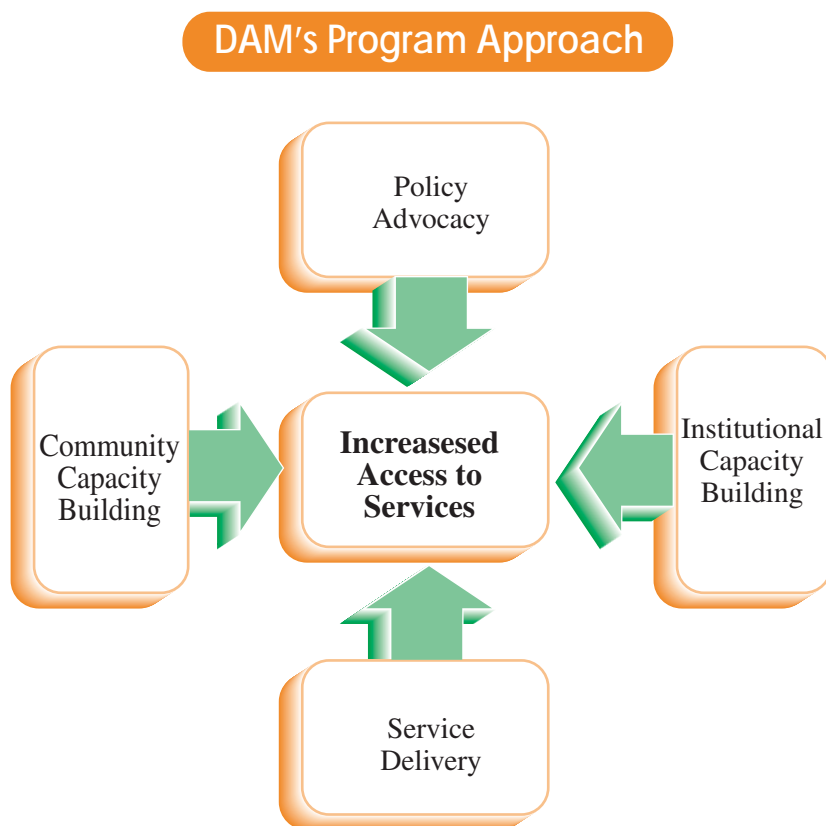 DAM's Program Approach
Policy
Advocacy
Community
Capacity
Building
Increasesed
Access to
Services
Institutional
Capacity
Building
Service
Delivery